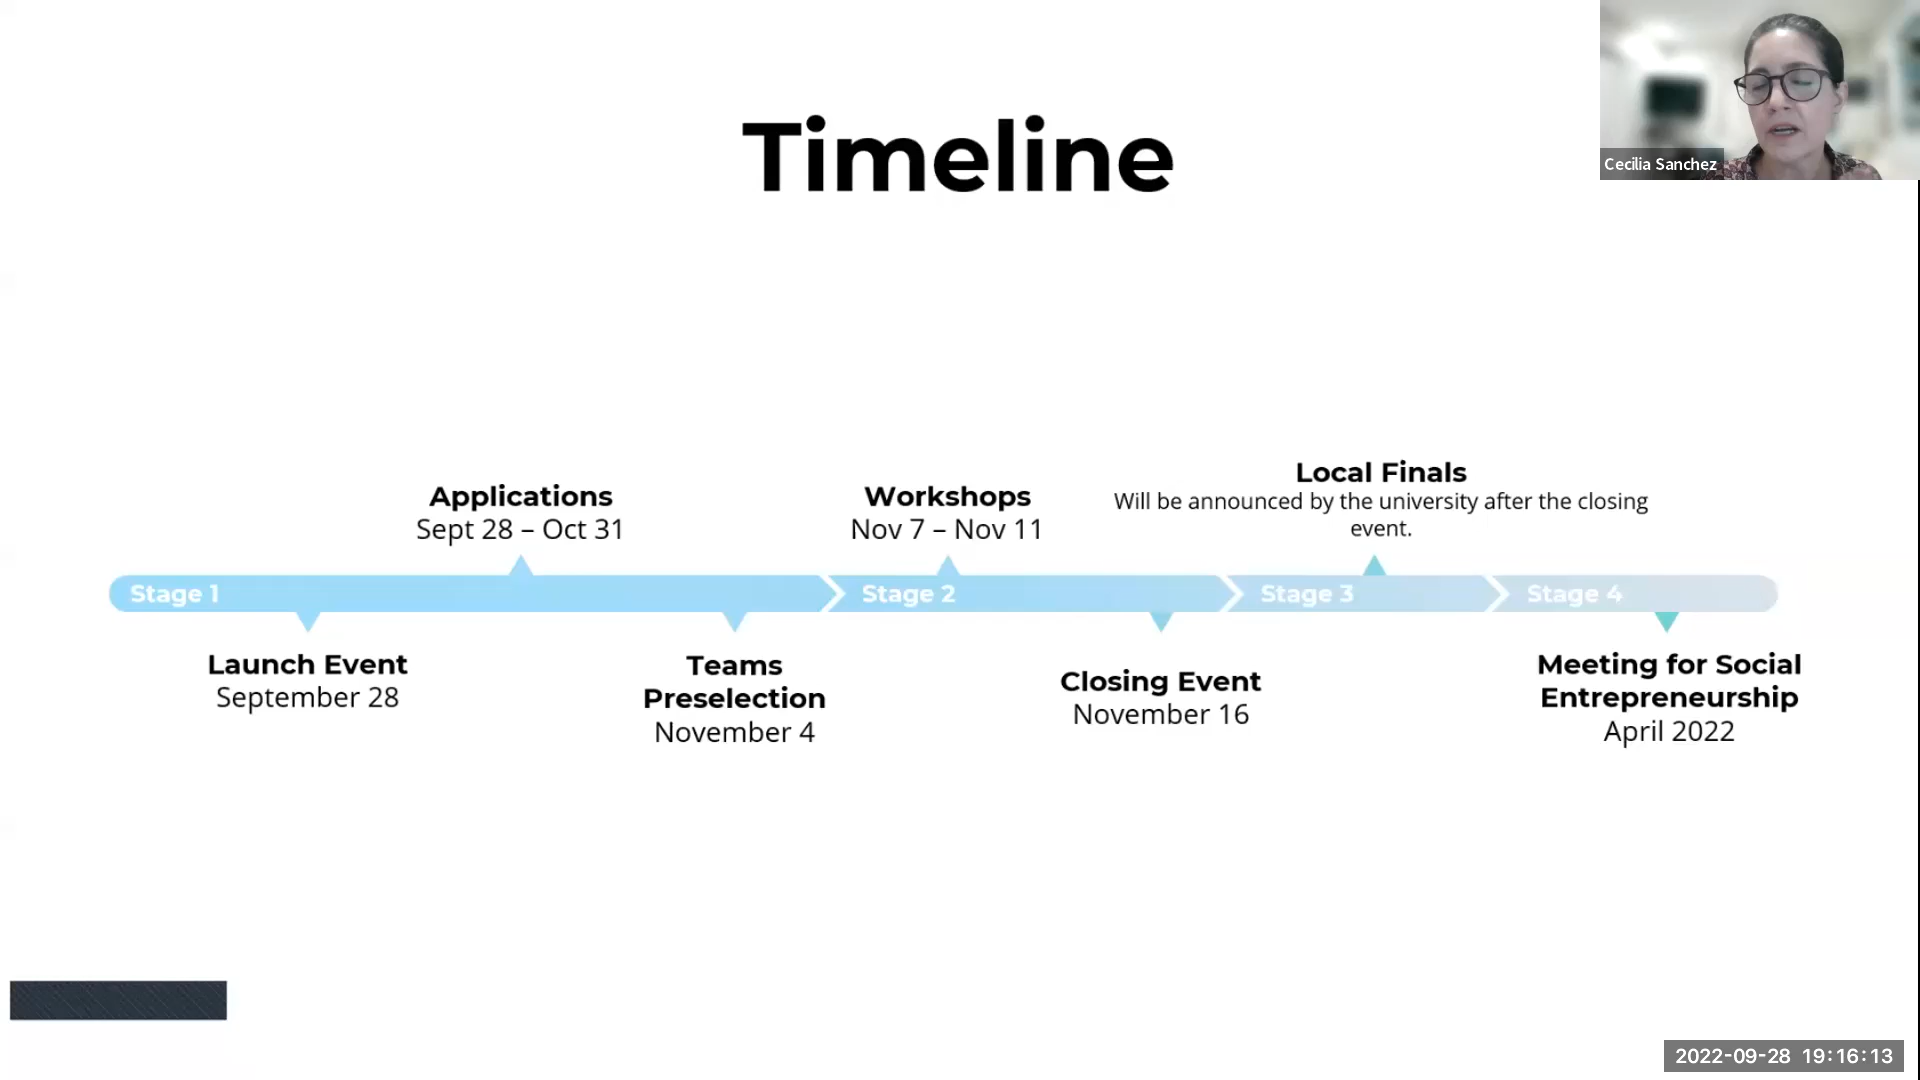 Timeline
Cecilia Sanchez
Applications
Sept 28 – Oct 31
Workshops
Nov 7 – Nov 11
Local Finals
Will be announced by the university after the closing
event.
Stage 1
Stage 2
Stage 3
Stage 4
Launch Event
September 28
Teams
Preselection
November 4
Closing Event
November 16
Meeting for Social
Entrepreneurship
April 2022
2022-09-28 19:16:13